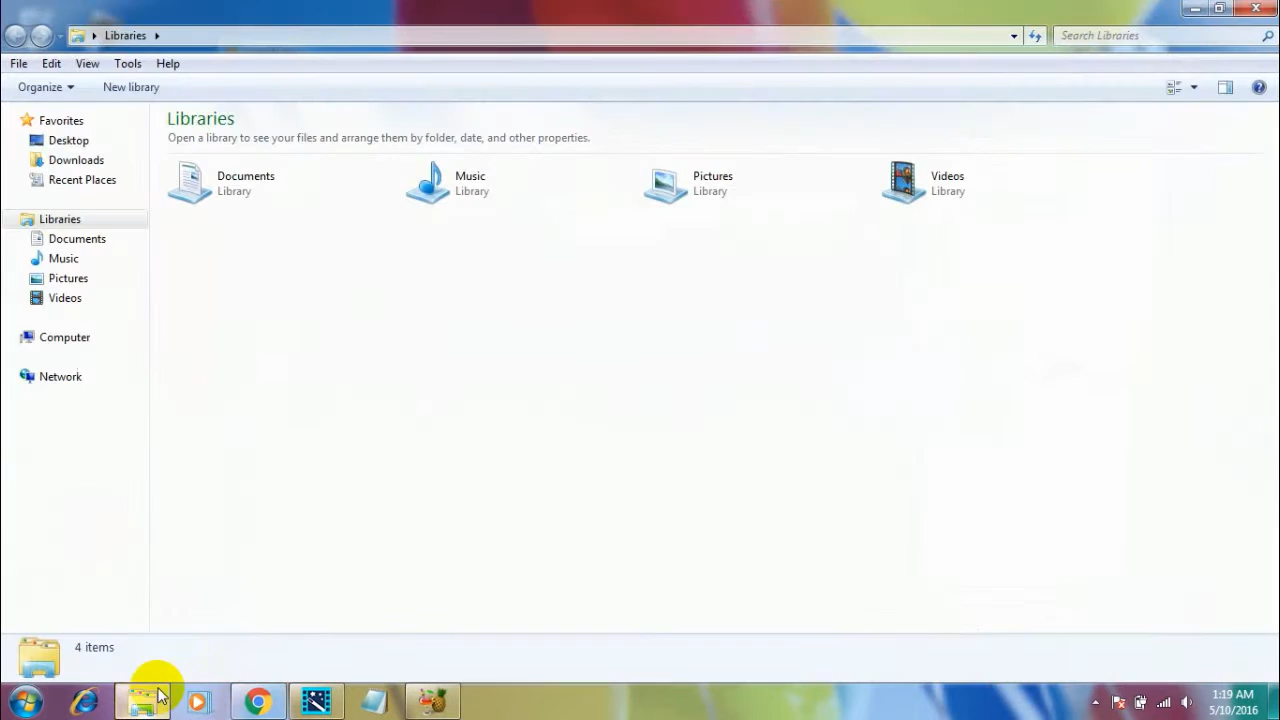 Libraries
Search Libraries
File Edit View Tools Help
Organize New library
Favorites
Desktop
Downloads
Recent Places
Libraries
Documents
Music
Pictures
Videos
Computer
Network
Libraries
Open a library to see your files and arrange them by folder, date, and other properties.
Documents
Library
Music
Library
Pictures
Library
Videos
Library
4 items
1:19 AM
5/10/2016